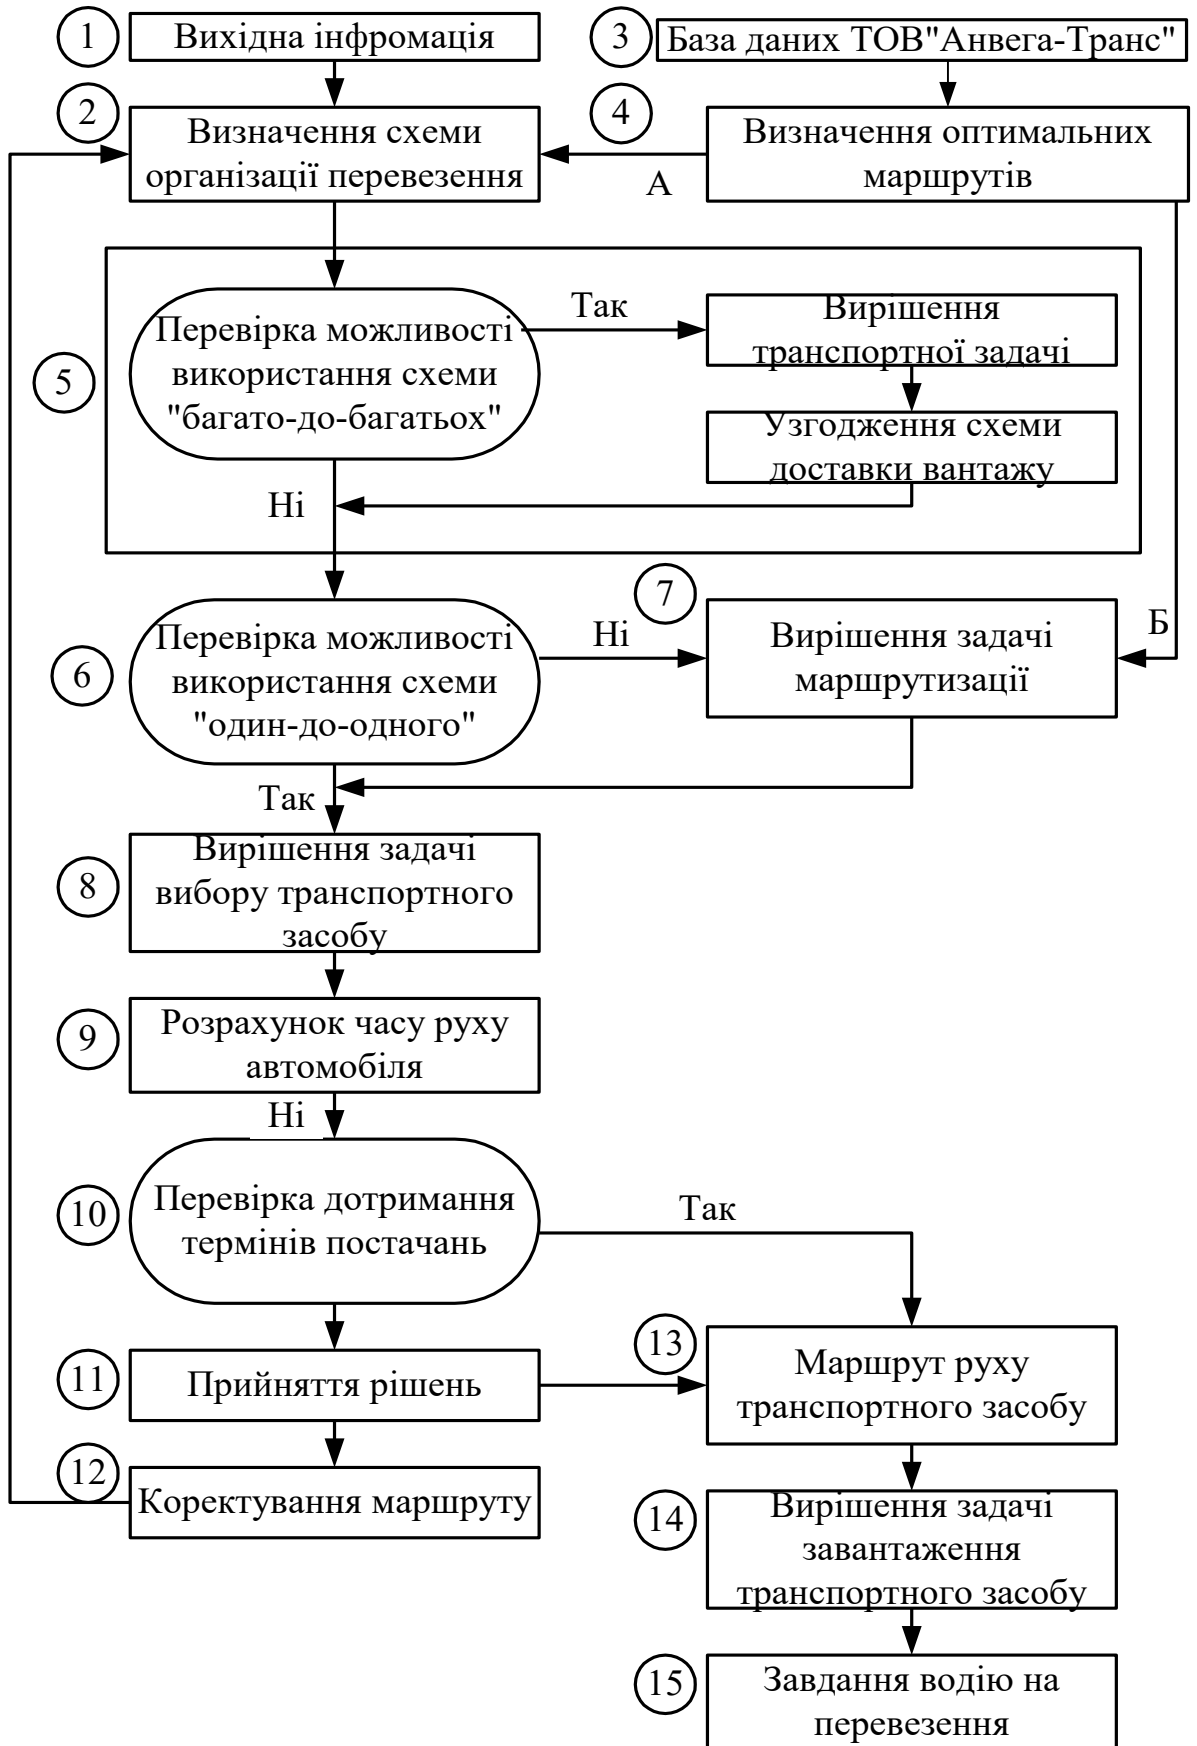 1
Вихідна інфромація
3
База даних ТОВ"Анвега-Транс"
2
Визначення схеми
організації перевезення
4
А
Визначення оптимальних
маршрутів
5
Перевірка можливості
використання схеми
"багато-до-багатьох"
Так
Вирішення
транспортної задачі
Узгодження схеми
доставки вантажу
Ні
6
Перевірка можливості
використання схеми
"один-до-одного"
Ні
7
Вирішення задачі
маршрутизації
Б
Так
8
Вирішення задачі
вибору транспортного
засобу
9
Розрахунок часу руху
автомобіля
Ні
10
Перевірка дотримання
термінів постачань
Так
11
Прийняття рішень
13
Маршрут руху
транспортного засобу
12
Коректування маршруту
14
Вирішення задачі
завантаження
транспортного засобу
15
Завдання водію на
перевезення